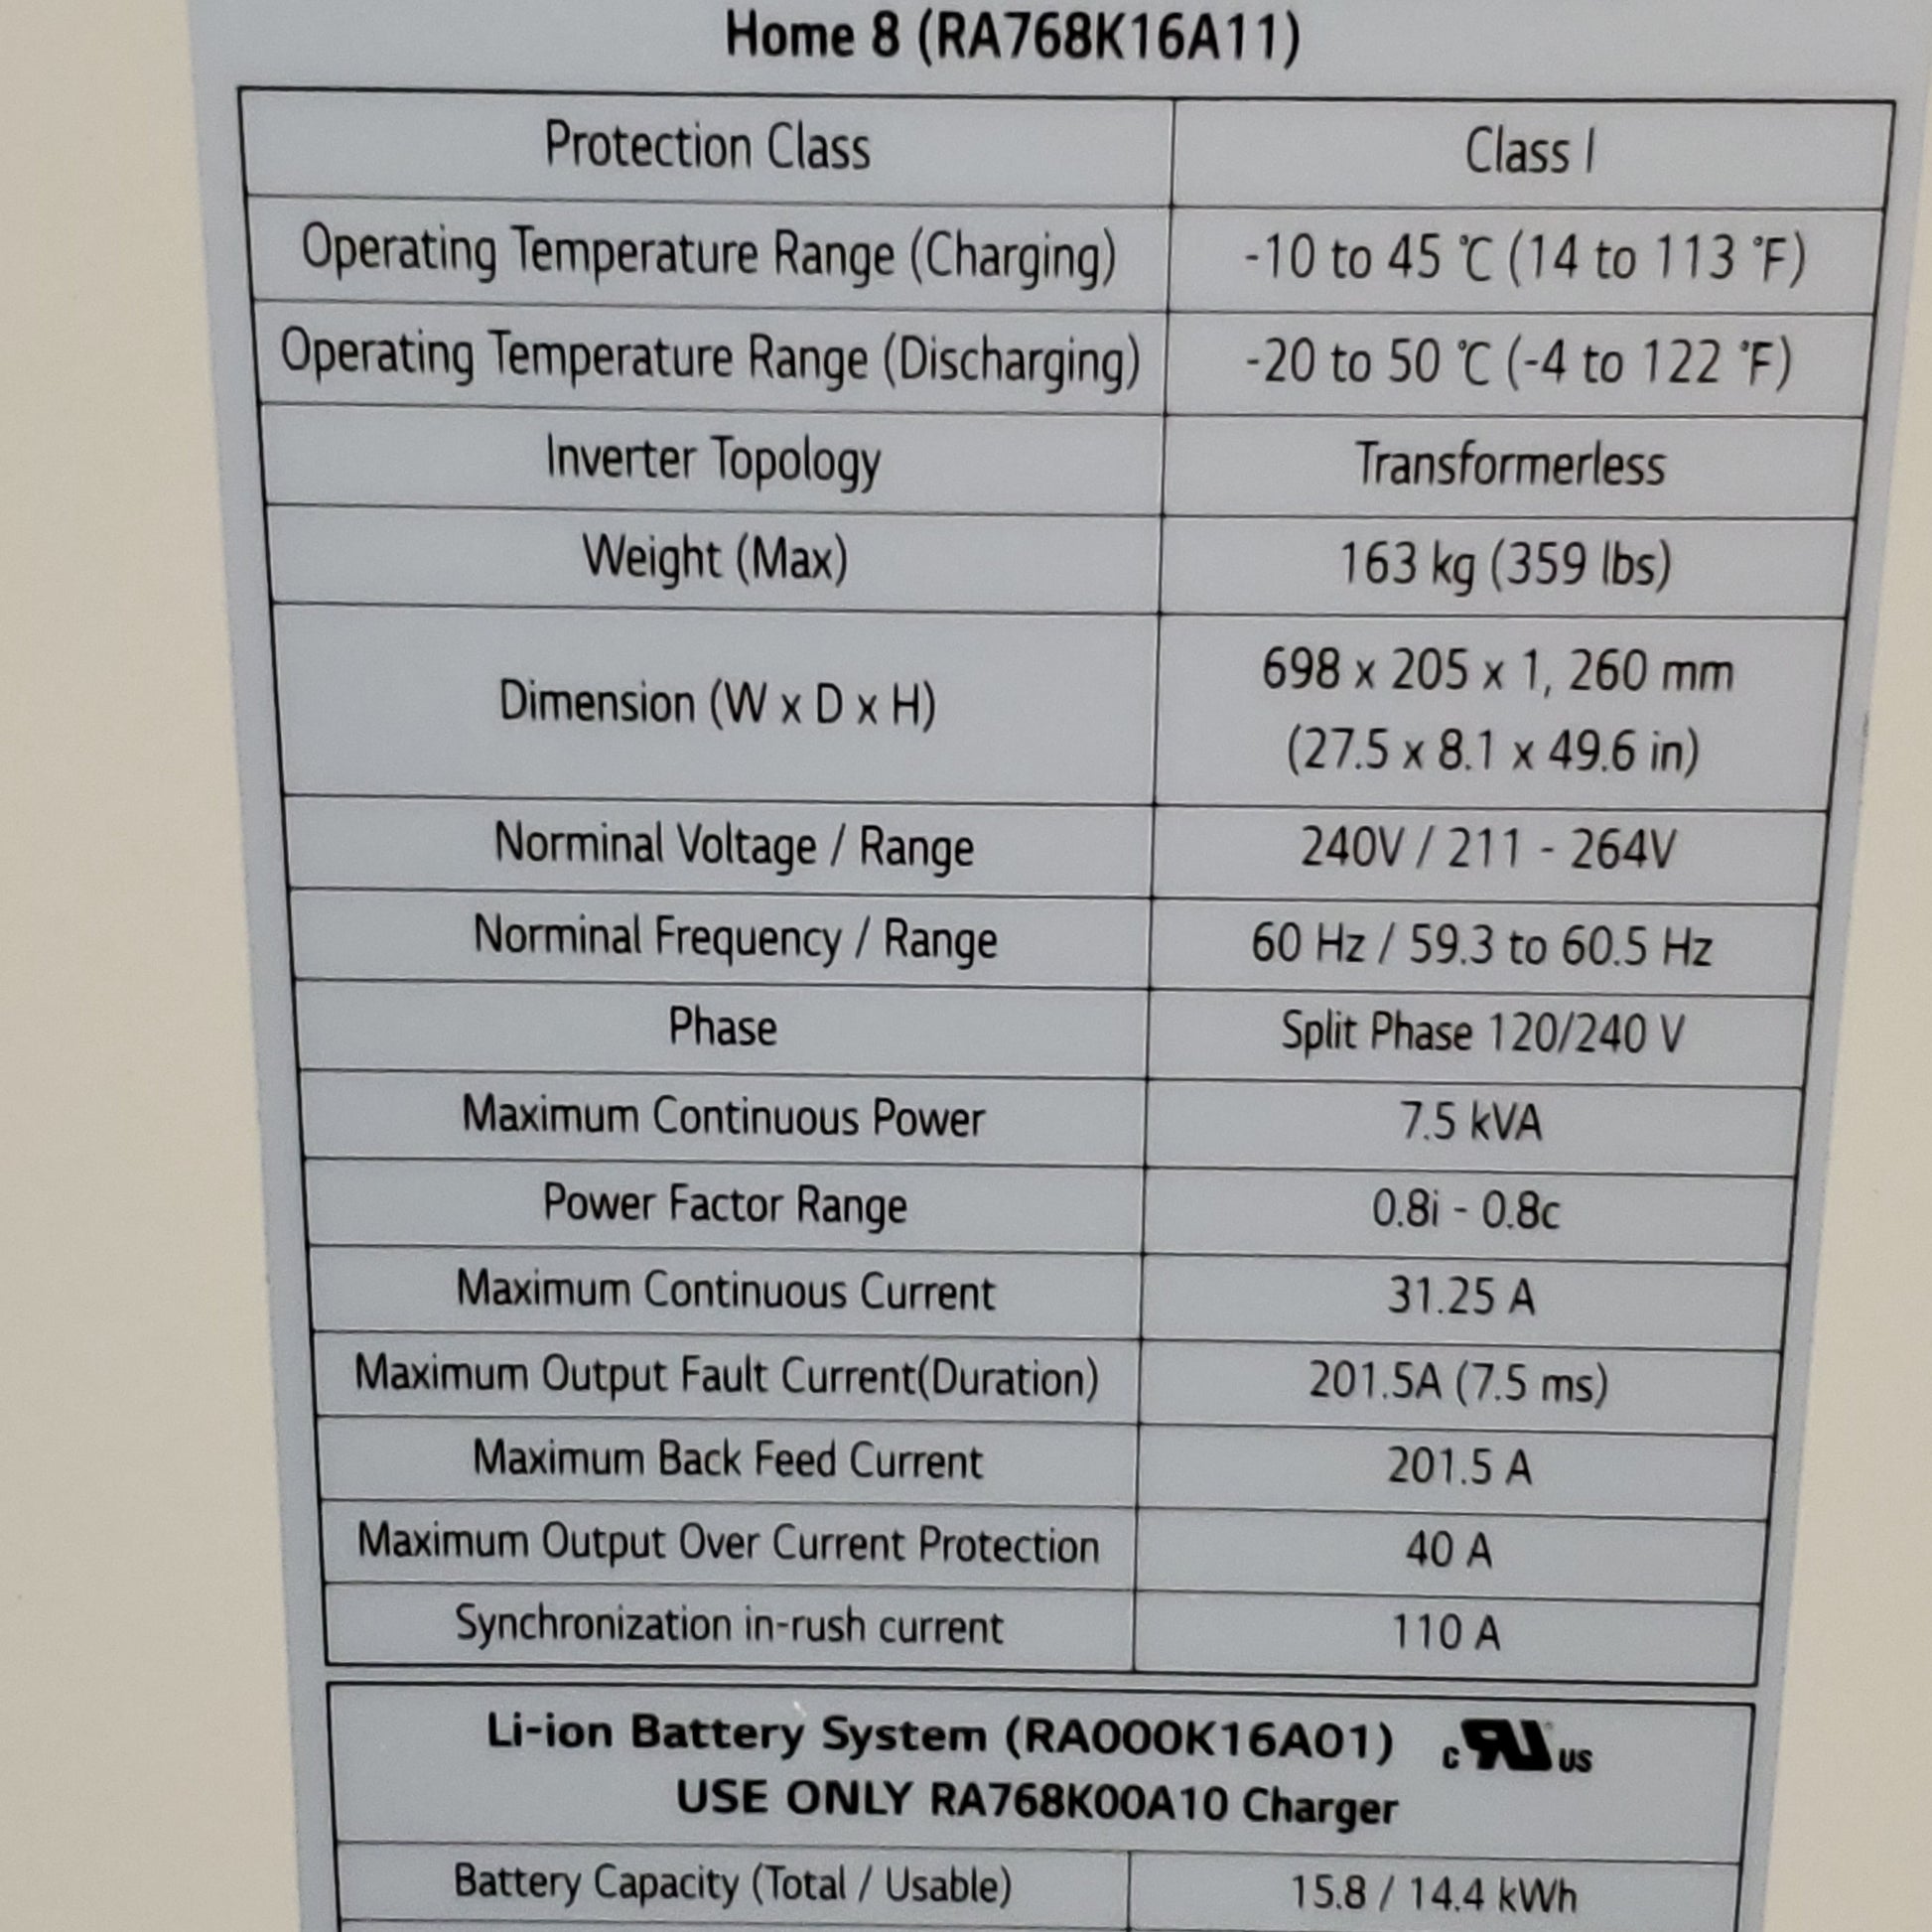 Home 8 (RA768K16A11)
Protection Class Class I
Operating Temperature Range (Charging) -10 to 45 ℃ (14 to 113 ℉)
Operating Temperature Range (Discharging) -20 to 50 ℃ (-4 to 122 ℉)
Inverter Topology Transformerless
Weight (Max) 163 kg (359 lbs)
Dimension (W x D x H) 698 x 205 x 1, 260 mm
(27.5 x 8.1 x 49.6 in)
Norminal Voltage / Range 240V / 211 - 264V
Norminal Frequency / Range 60 Hz / 59.3 to 60.5 Hz
Phase Split Phase 120/240 V
Maximum Continuous Power 7.5 kVA
Power Factor Range 0.8i - 0.8c
Maximum Continuous Current 31.25 A
Maximum Output Fault Current(Duration) 201.5A (7.5 ms)
Maximum Back Feed Current 201.5 A
Maximum Output Over Current Protection 40 A
Synchronization in-rush current 110 A
Li-ion Battery System (RA000K16A01) c RU US
USE ONLY RA768K00A10 Charger
Battery Capacity (Total / Usable) 15.8 / 14.4 kWh